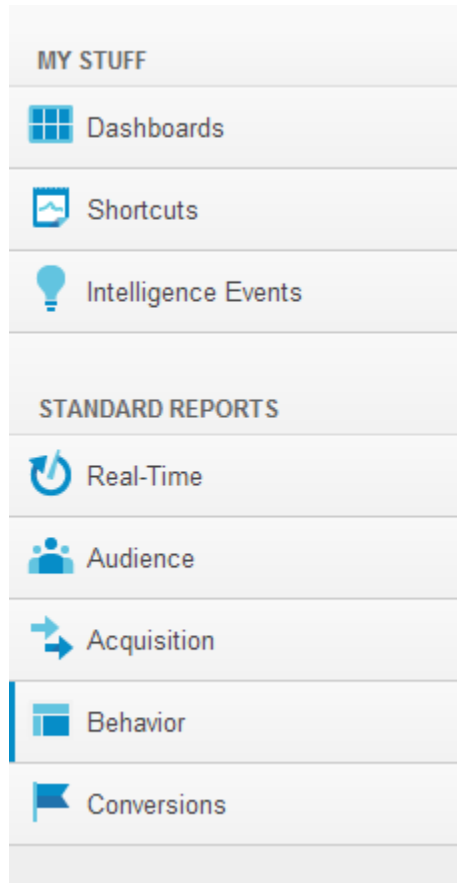 MY STUFF
Dashboards
Shortcuts
Intelligence Events
STANDARD REPORTS
Real-Time
Audience
Acquisition
Behavior
Conversions